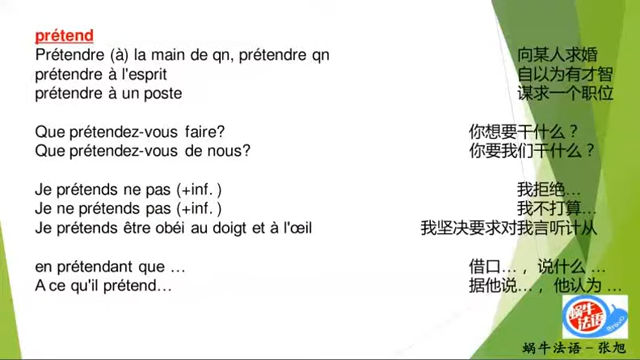 prétend
Prétendre (à) la main de qn, prétendre qn 向某人求婚
prétendre à l'esprit 自以为有才智
prétendre à un poste 谋求一个职位
Que prétendez-vous faire? 你想要干什么？
Que prétendez-vous de nous? 你要我们干什么？
Je prétends ne pas (+inf. ) 我拒绝…
Je ne prétends pas (+inf. ) 我不打算…
Je prétends être obéi au doigt et à l'œil 我坚决要求对我言听计从
en prétendant que … 借口…，说什么 …
A ce qu'il prétend… 据他说…，他认为 …
蜗牛
法语
蜗牛法语－张旭